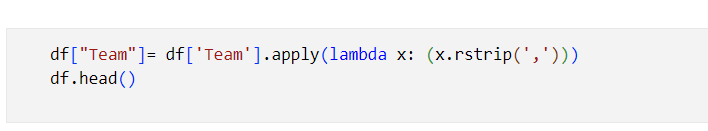 df["Team"]= df['Team'].apply(lambda x: (x.rstrip(',')))
df.head()